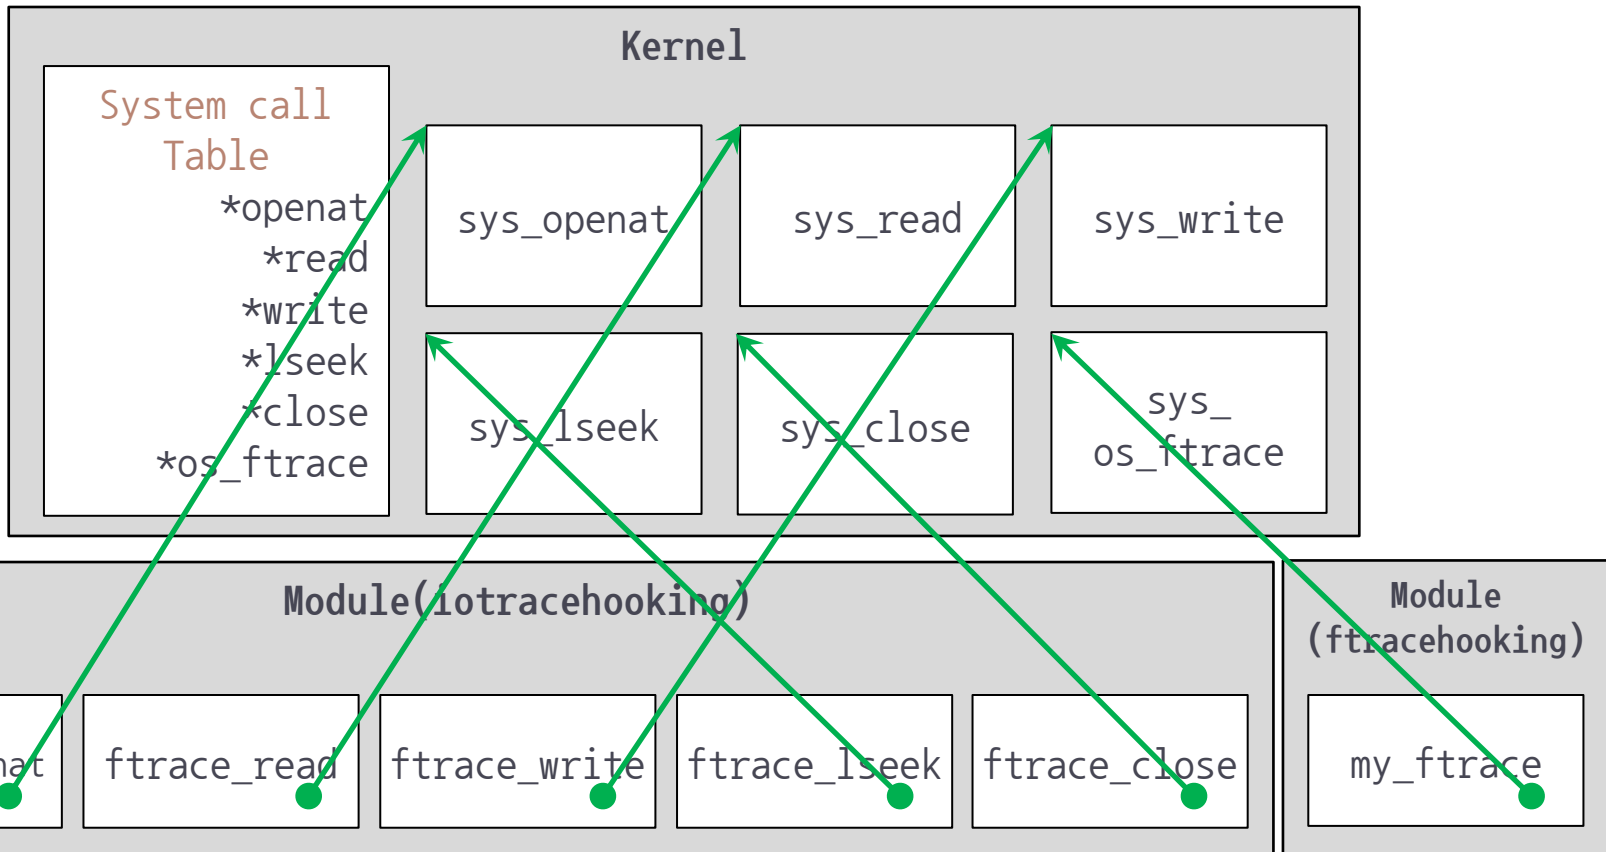 Kernel
System call
Table
*openat
*read
*write
*lseek
*close
*os_ftrace
sys_openat
sys_read
sys_write
sys_lseek
sys_close
sys_
os_ftrace
Module(iotracehooking)
Module
(ftracehooking)
nat
ftrace_read
ftrace_write
ftrace_lseek
ftrace_close
my_ftrace